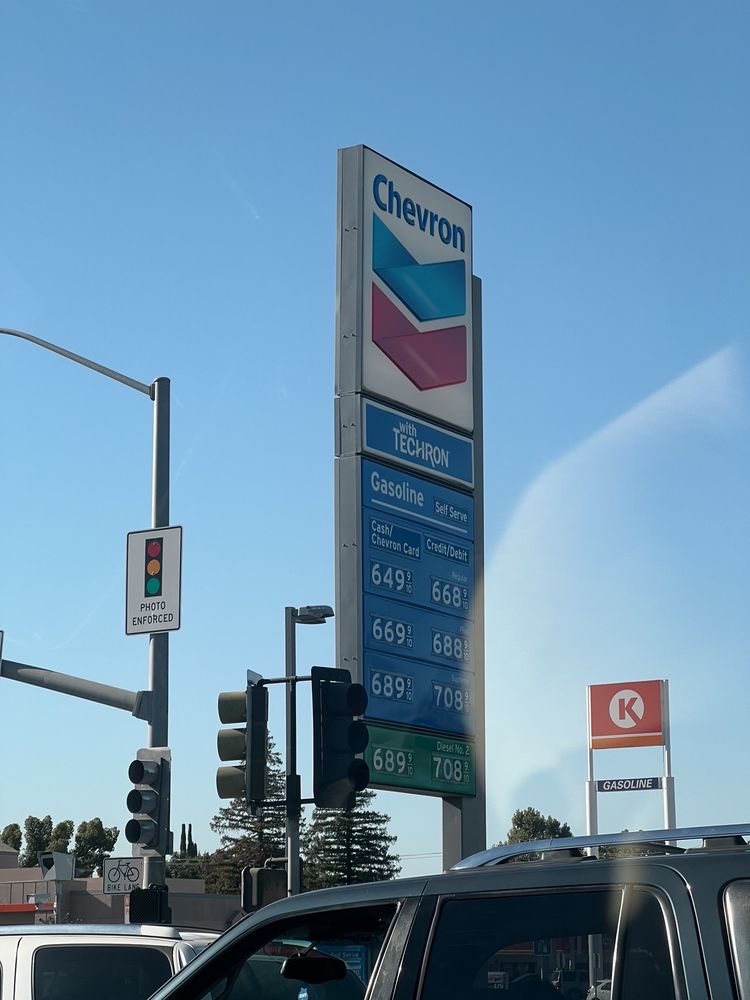 Chevron
with
TECHRON
Gasoline
Self Serve
Cash/
Chevron Card
Credit/Debit
Regular
649 9/10
668 9/10
669 9/10
688 9/10
689 9/10
708 9/10
Diesel No. 2
689 9/10
708 9/10
PHOTO
ENFORCED
BIKE LANE
K
GASOLINE